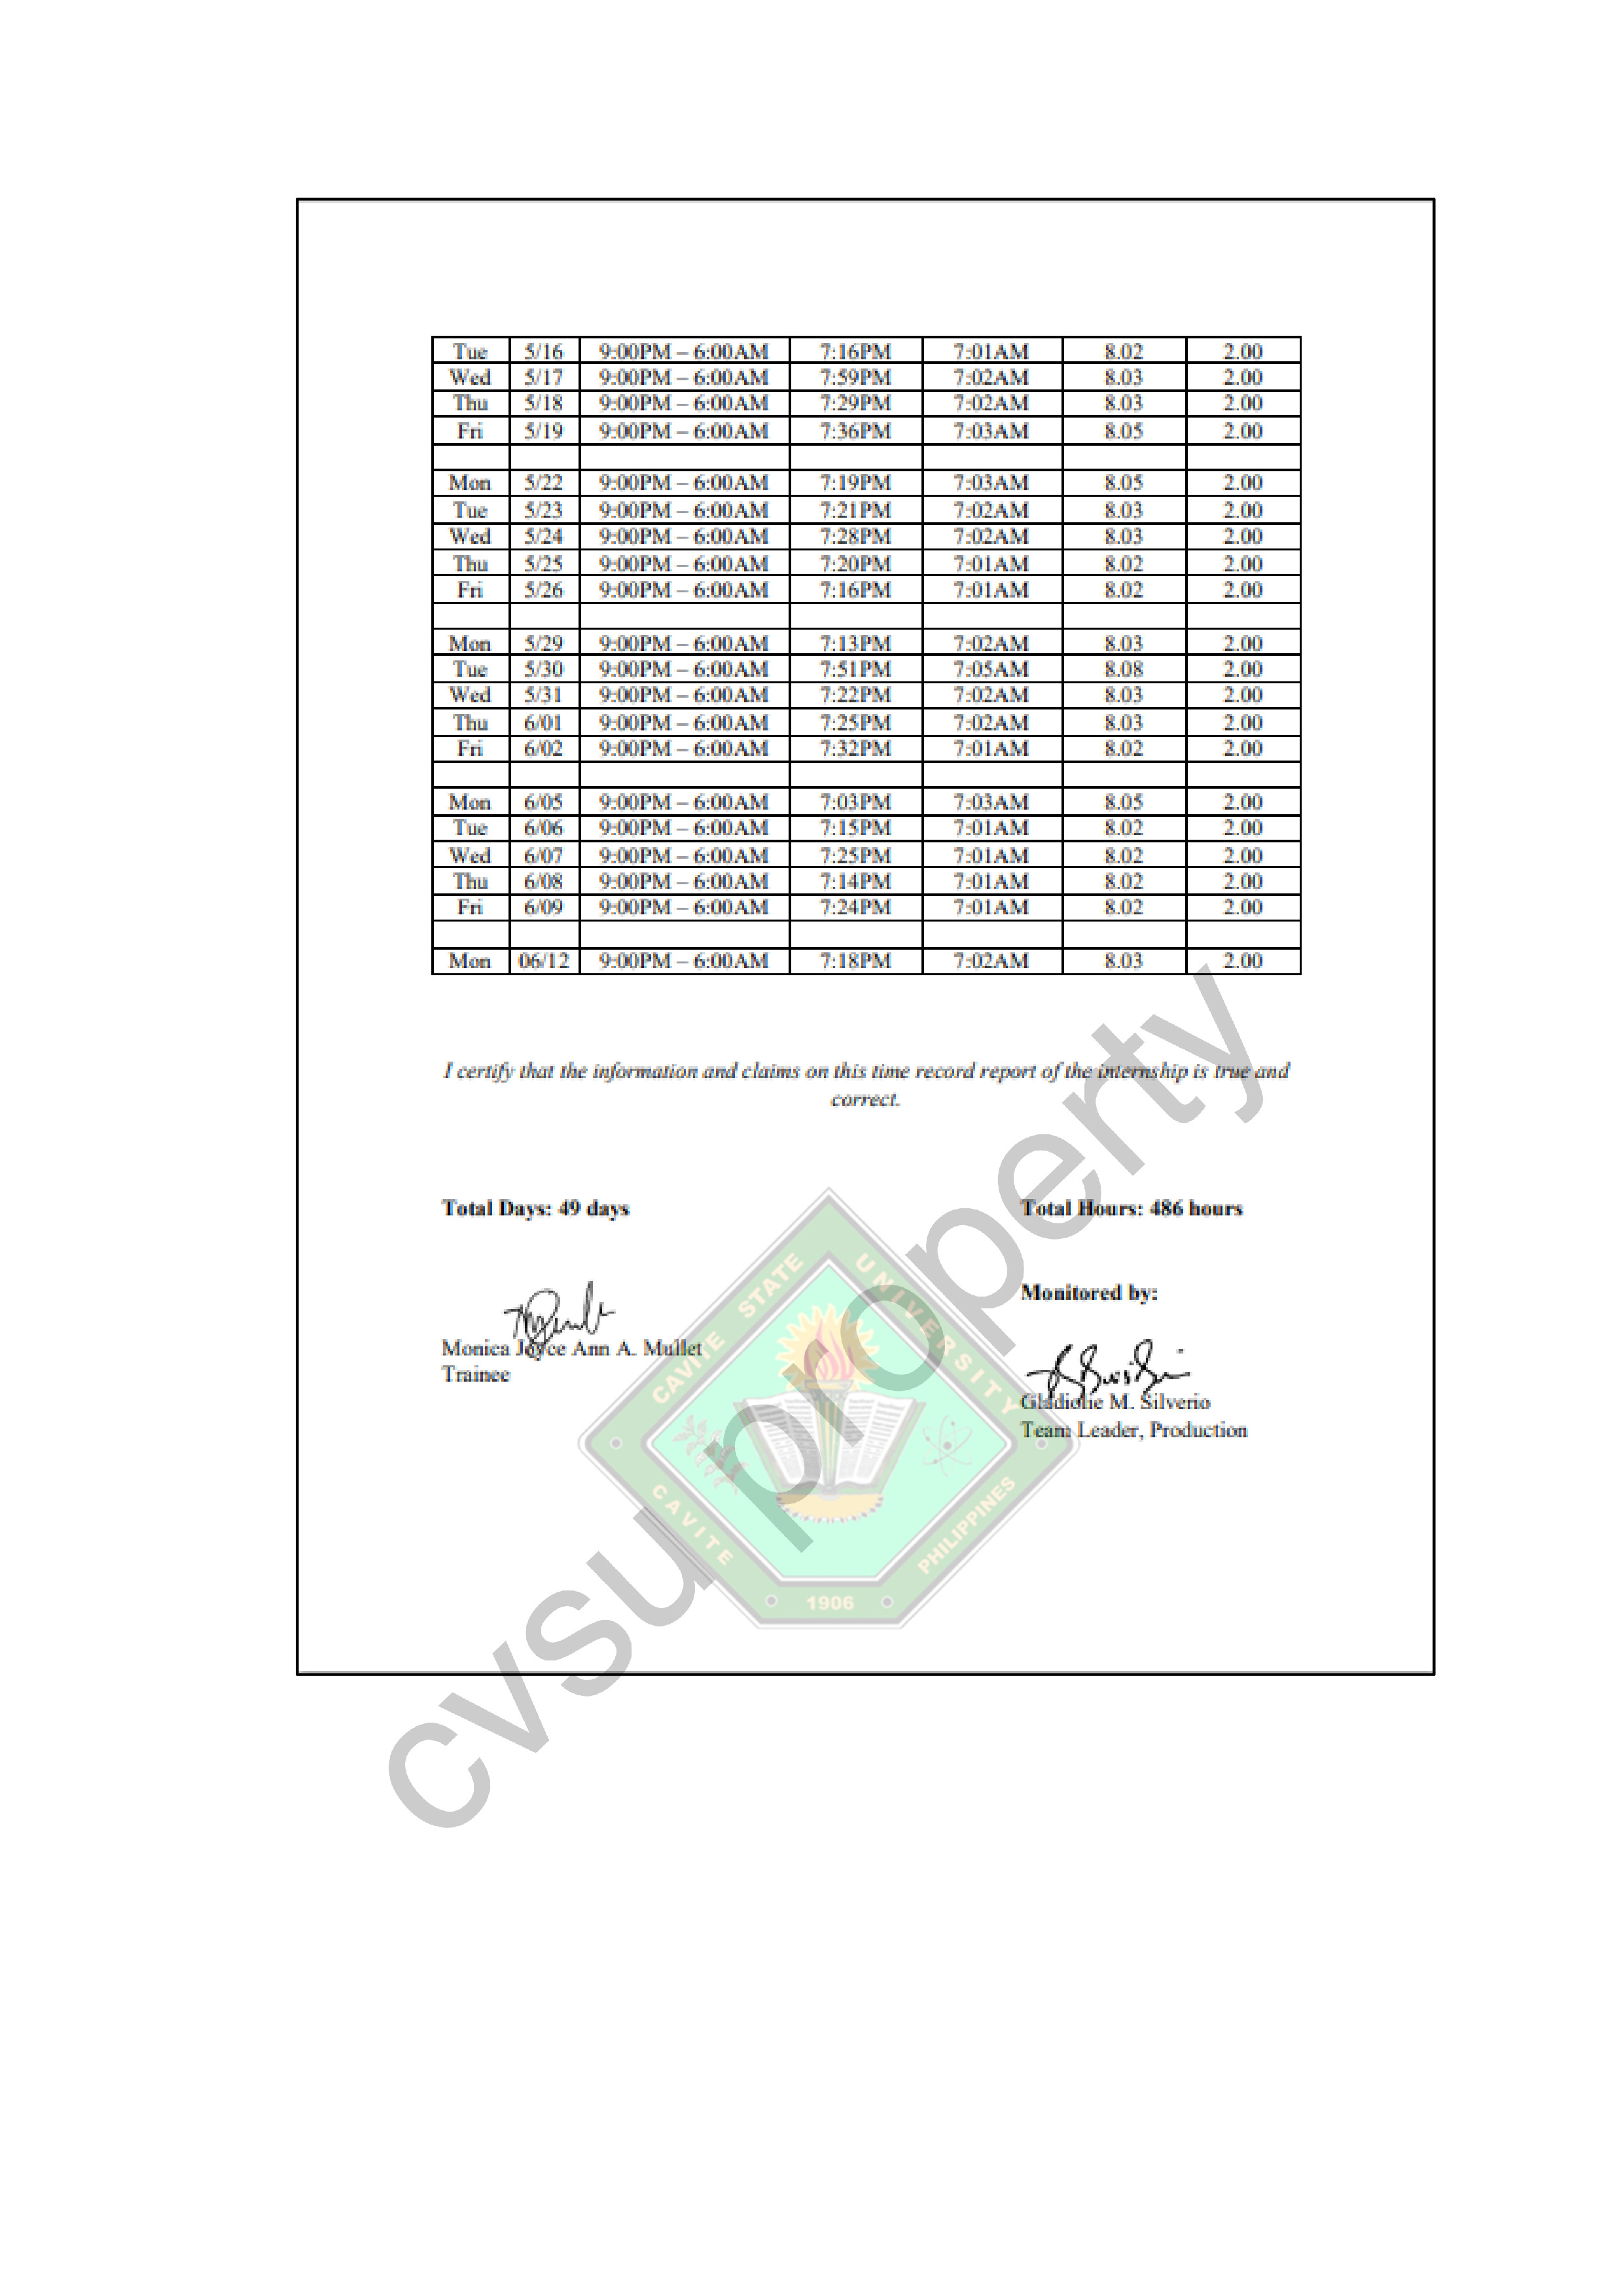 Tue 5/16 9:00PM – 6:00AM 7:16PM 7:01AM 8.02 2.00
Wed 5/17 9:00PM – 6:00AM 7:59PM 7:02AM 8.03 2.00
Thu 5/18 9:00PM – 6:00AM 7:29PM 7:02AM 8.03 2.00
Fri 5/19 9:00PM – 6:00AM 7:36PM 7:03AM 8.05 2.00
Mon 5/22 9:00PM – 6:00AM 7:19PM 7:03AM 8.05 2.00
Tue 5/23 9:00PM – 6:00AM 7:21PM 7:02AM 8.03 2.00
Wed 5/24 9:00PM – 6:00AM 7:28PM 7:02AM 8.03 2.00
Thu 5/25 9:00PM – 6:00AM 7:20PM 7:01AM 8.02 2.00
Fri 5/26 9:00PM – 6:00AM 7:16PM 7:01AM 8.02 2.00
Mon 5/29 9:00PM – 6:00AM 7:13PM 7:02AM 8.03 2.00
Tue 5/30 9:00PM – 6:00AM 7:51PM 7:05AM 8.08 2.00
Wed 5/31 9:00PM – 6:00AM 7:22PM 7:02AM 8.03 2.00
Thu 6/01 9:00PM – 6:00AM 7:25PM 7:02AM 8.03 2.00
Fri 6/02 9:00PM – 6:00AM 7:32PM 7:01AM 8.02 2.00
Mon 6/05 9:00PM – 6:00AM 7:03PM 7:03AM 8.05 2.00
Tue 6/06 9:00PM – 6:00AM 7:15PM 7:01AM 8.02 2.00
Wed 6/07 9:00PM – 6:00AM 7:25PM 7:01AM 8.02 2.00
Thu 6/08 9:00PM – 6:00AM 7:14PM 7:01AM 8.02 2.00
Fri 6/09 9:00PM – 6:00AM 7:24PM 7:01AM 8.02 2.00
Mon 06/12 9:00PM – 6:00AM 7:18PM 7:02AM 8.03 2.00
I certify that the information and claims on this time record report of the internship is true and
correct.
Total Days: 49 days
Total Hours: 486 hours
Monitored by:
Monica Joyce Ann A. Mullet
Trainee
Gladiolie M. Silverio
Team Leader, Production
CAVITE STATE UNIVERSITY
CAVITE PHILIPPINES
1906
cvsu property